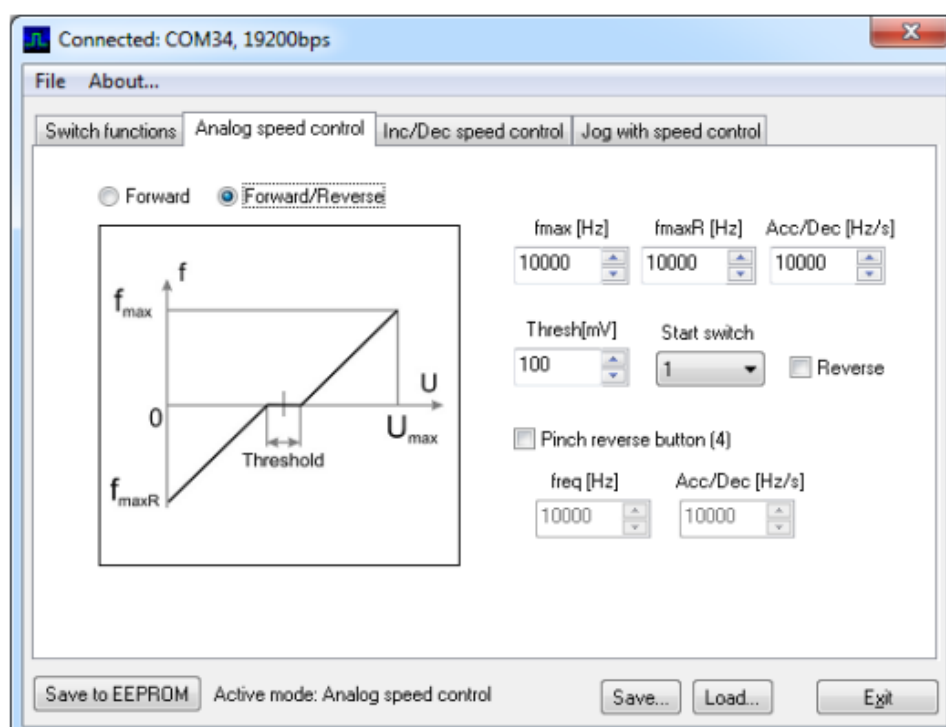 Connected: COM34, 19200bps
File About...
Switch functions Analog speed control Inc/Dec speed control Jog with speed control
Forward Forward/Reverse
fmax [Hz] fmaxR [Hz] Acc/Dec [Hz/s]
10000 10000 10000
Thresh[mV] Start switch
100 1 Reverse
Pinch reverse button (4)
freq [Hz] Acc/Dec [Hz/s]
10000 10000
f
fmax
U
0
Umax
Threshold
fmaxR
Save to EEPROM Active mode: Analog speed control Save... Load... Exit